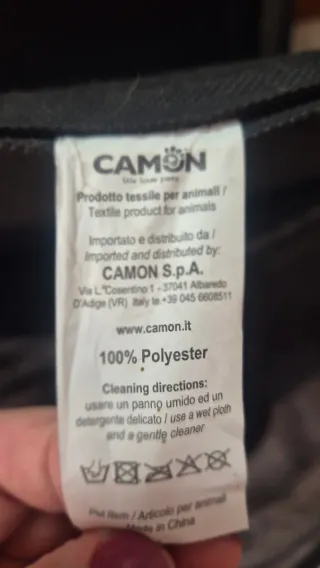 CAMON
We love pets
Prodotto tessile per animali /
Textile product for animals
Importato e distribuito da /
Imported and distributed by:
CAMON S.p.A.
Via L. Cosentino 1 - 37041 Albaredo
D'Adige (VR) Italy te.+39 045 6608511
www.camon.it
100% Polyester
Cleaning directions:
usare un panno umido ed un
detergente delicato / use a wet cloth
and a gentle cleaner
Pet Item / Articolo per animali
Made in China